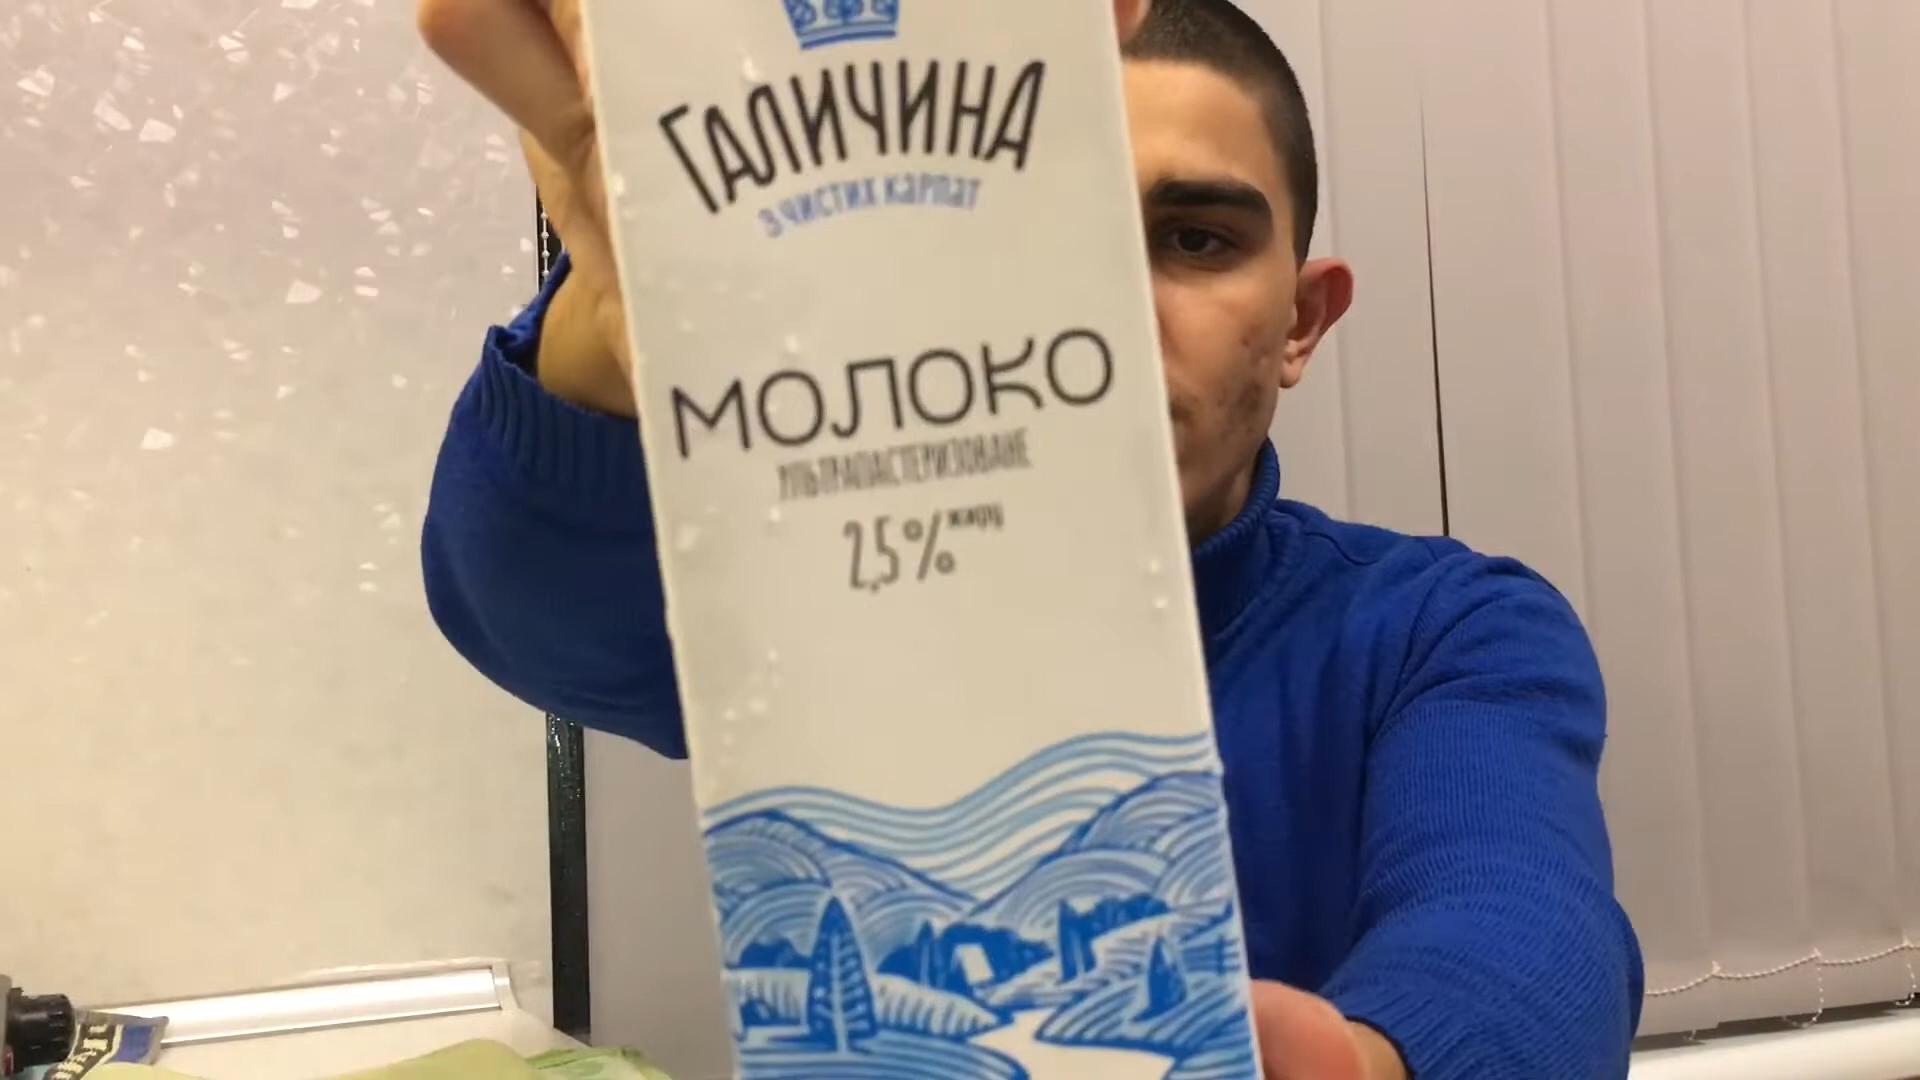 ГАЛИЧИНА
З ЧИСТИХ КАРПАТ
МОЛОКО
УЛЬТРАПАСТЕРИЗОВАНЕ
2,5% жиру